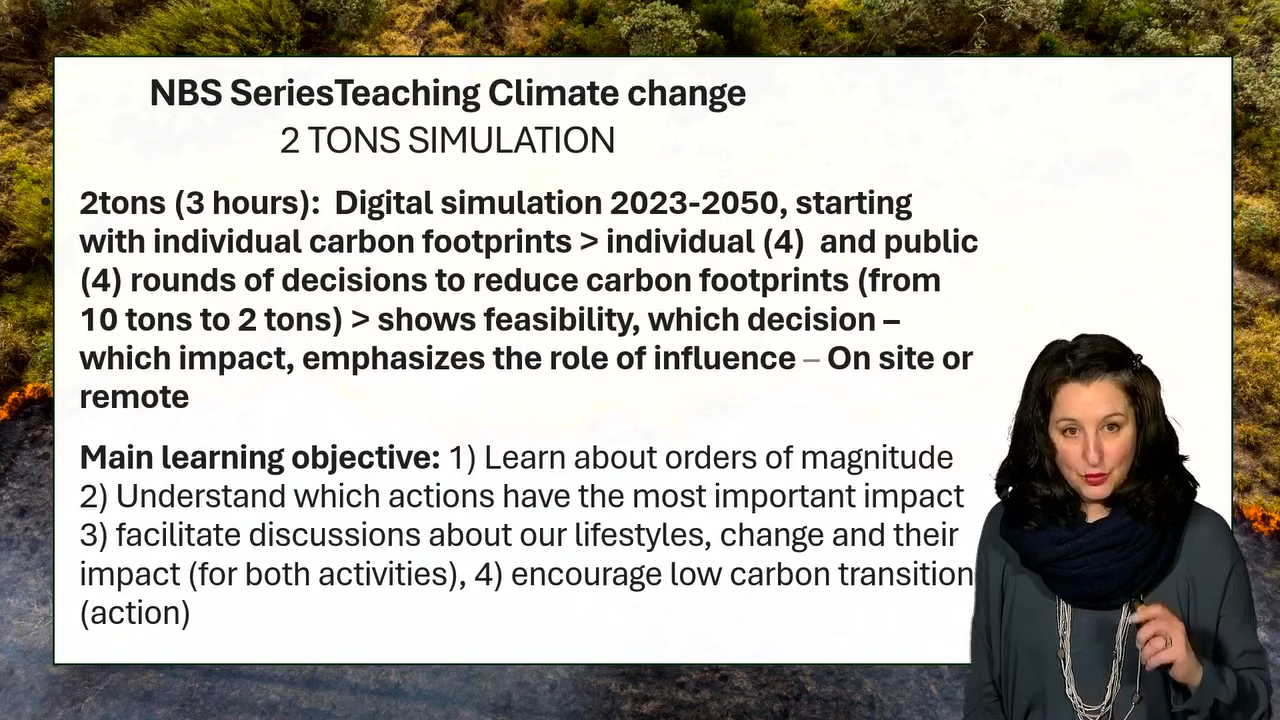 NBS SeriesTeaching Climate change
2 TONS SIMULATION
• 2tons (3 hours): Digital simulation 2023-2050, starting
with individual carbon footprints > individual (4) and public
(4) rounds of decisions to reduce carbon footprints (from
10 tons to 2 tons) > shows feasibility, which decision –
which impact, emphasizes the role of influence – On site or
remote
Main learning objective: 1) Learn about orders of magnitude
2) Understand which actions have the most important impact
3) facilitate discussions about our lifestyles, change and their
impact (for both activities), 4) encourage low carbon transition
(action)